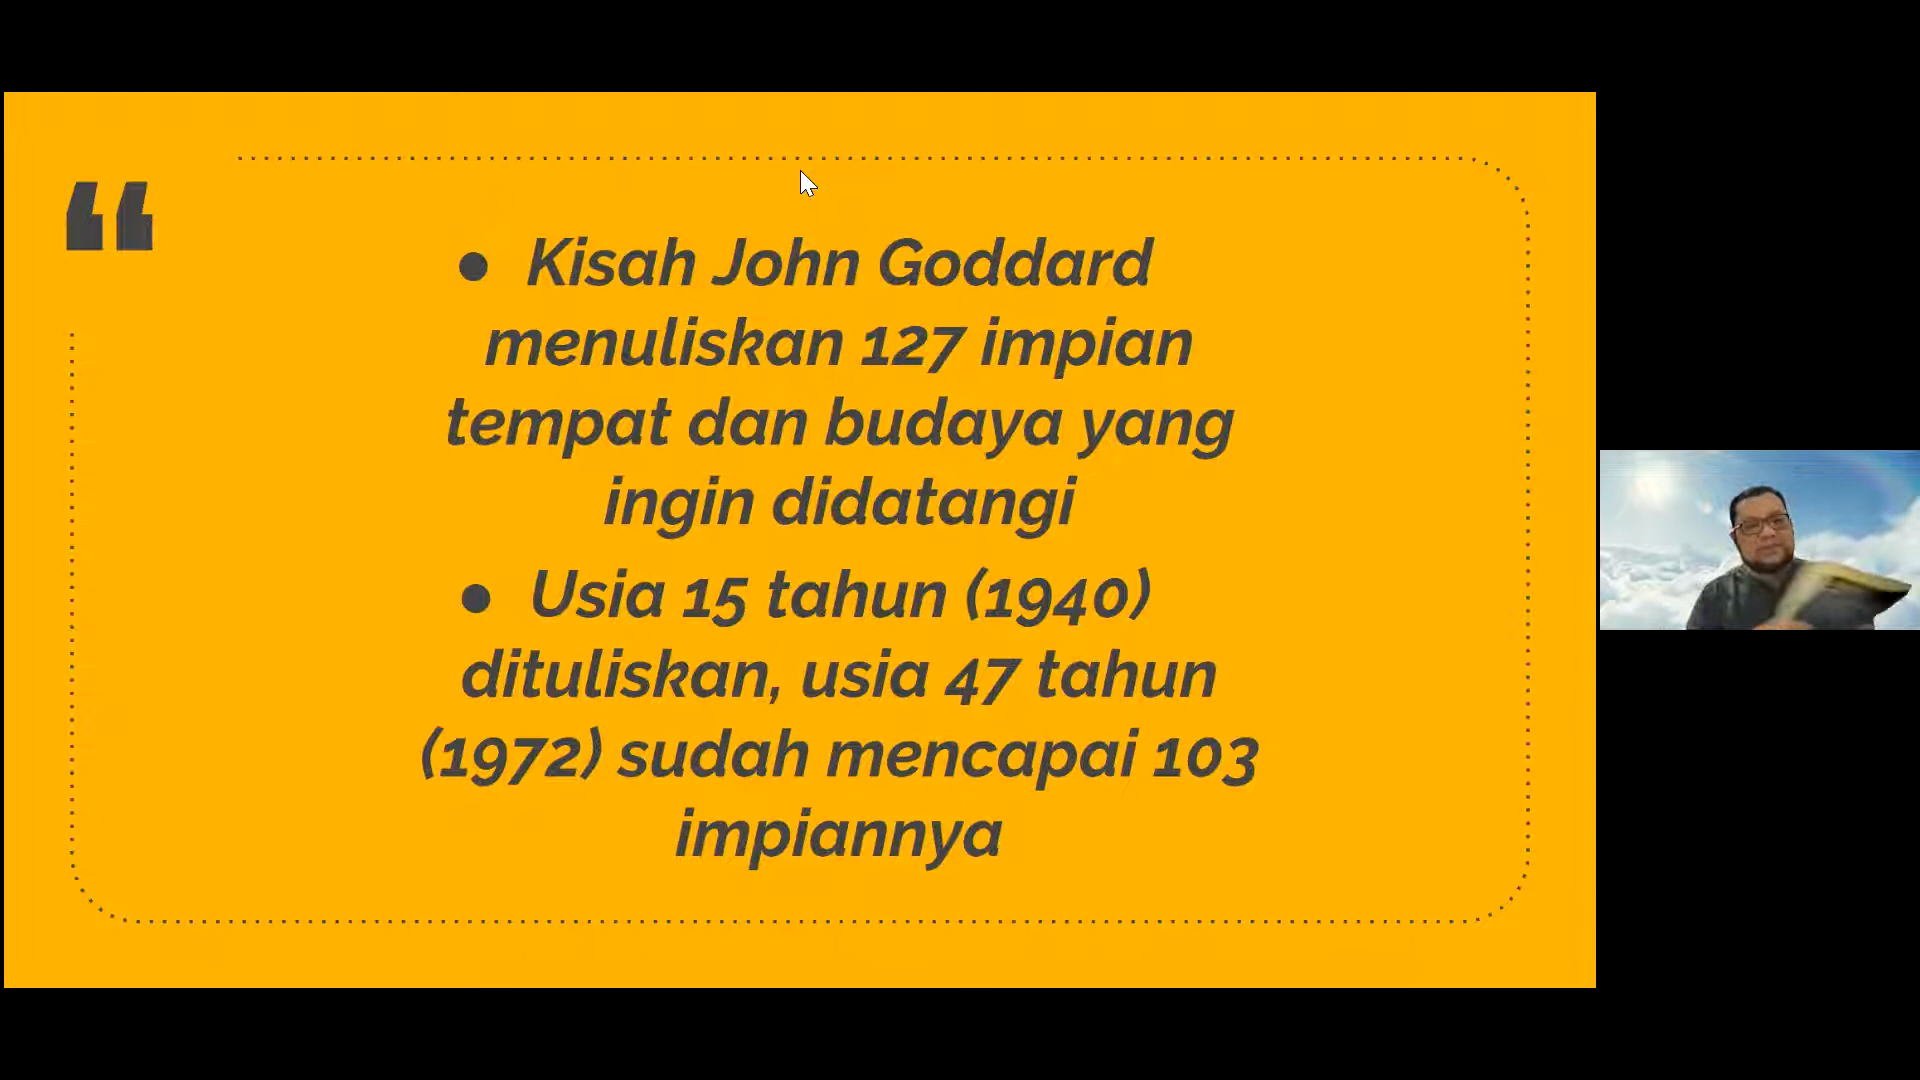 “
● Kisah John Goddard
menuliskan 127 impian
tempat dan budaya yang
ingin didatangi
● Usia 15 tahun (1940)
dituliskan, usia 47 tahun
(1972) sudah mencapai 103
impiannya